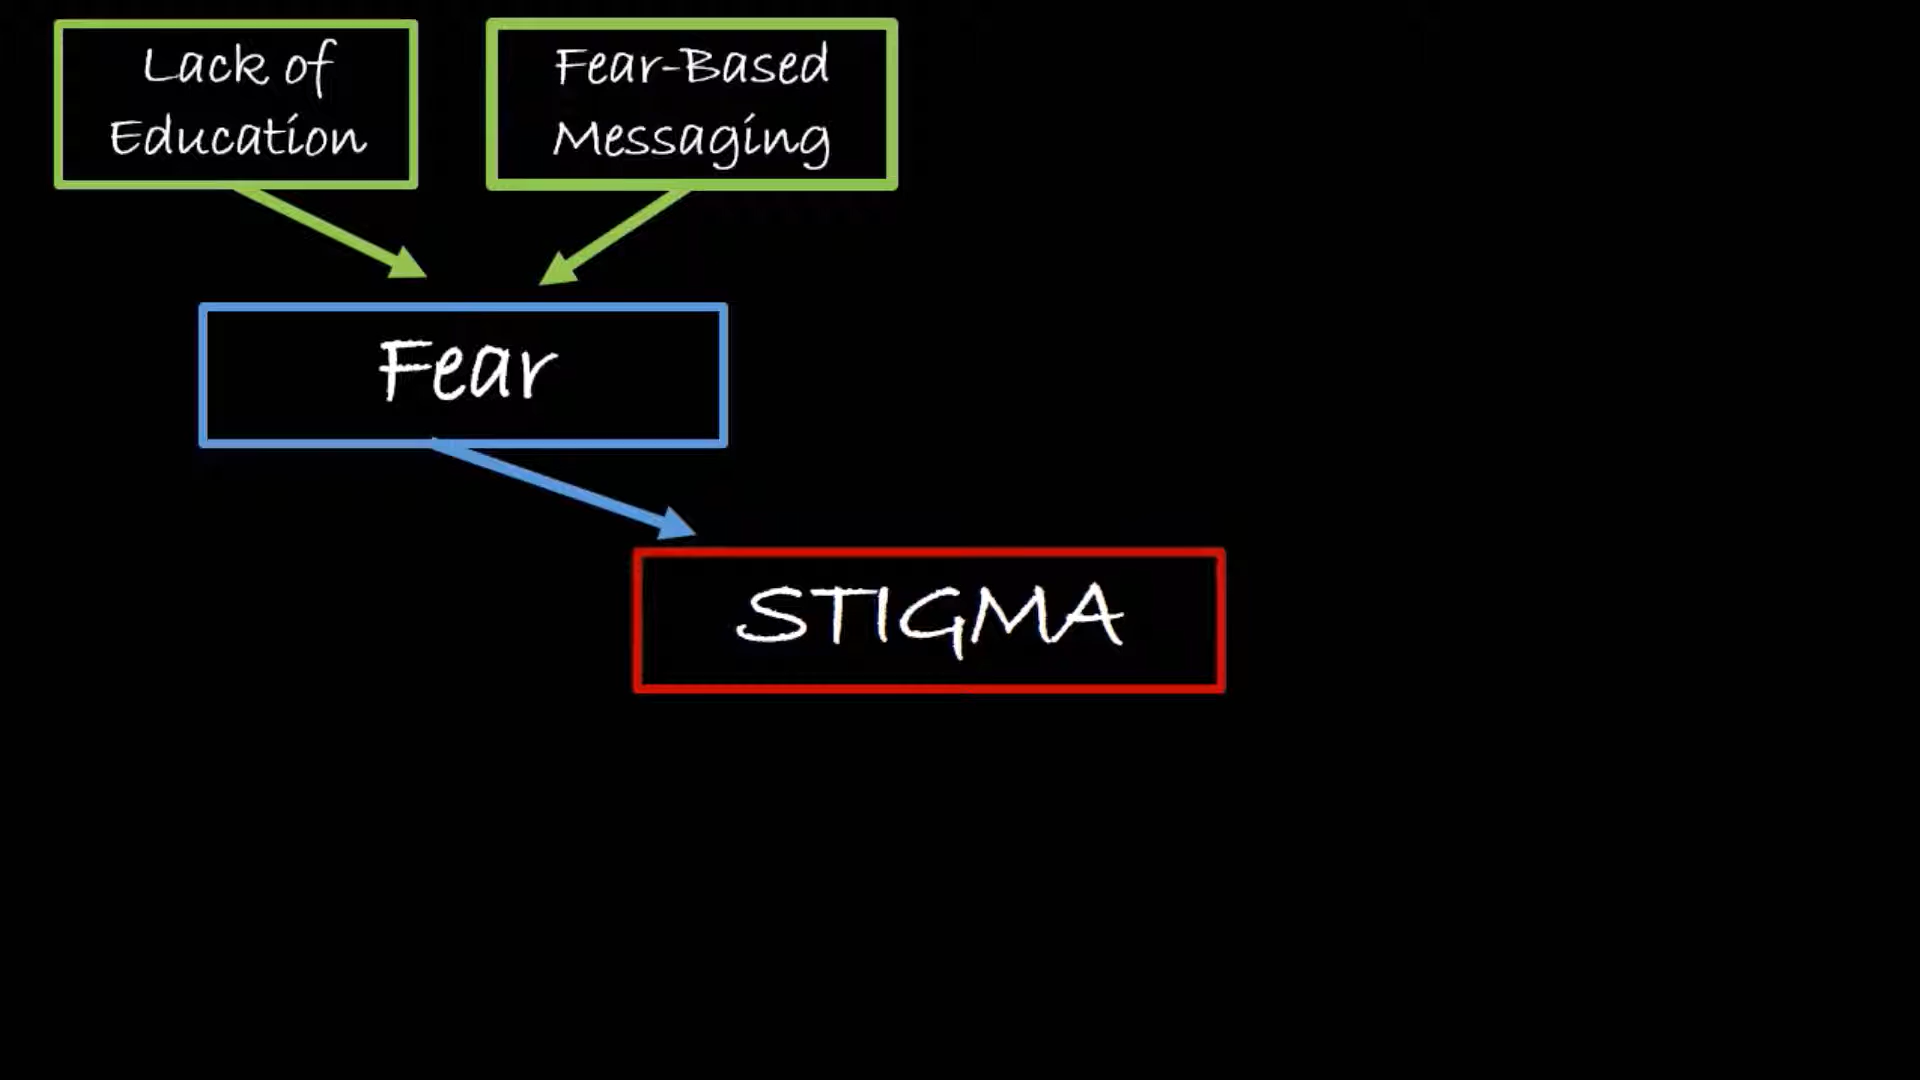 Lack of
Education
Fear-Based
Messaging
Fear
STIGMA